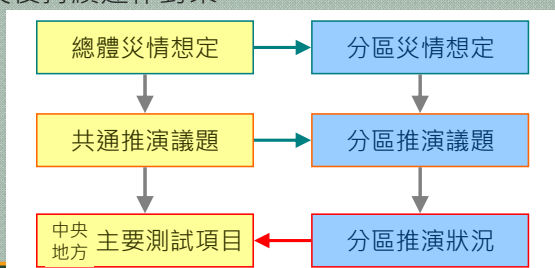 總體災情想定
分區災情想定
共通推演議題
分區推演議題
中央
地方
主要測試項目
分區推演狀況